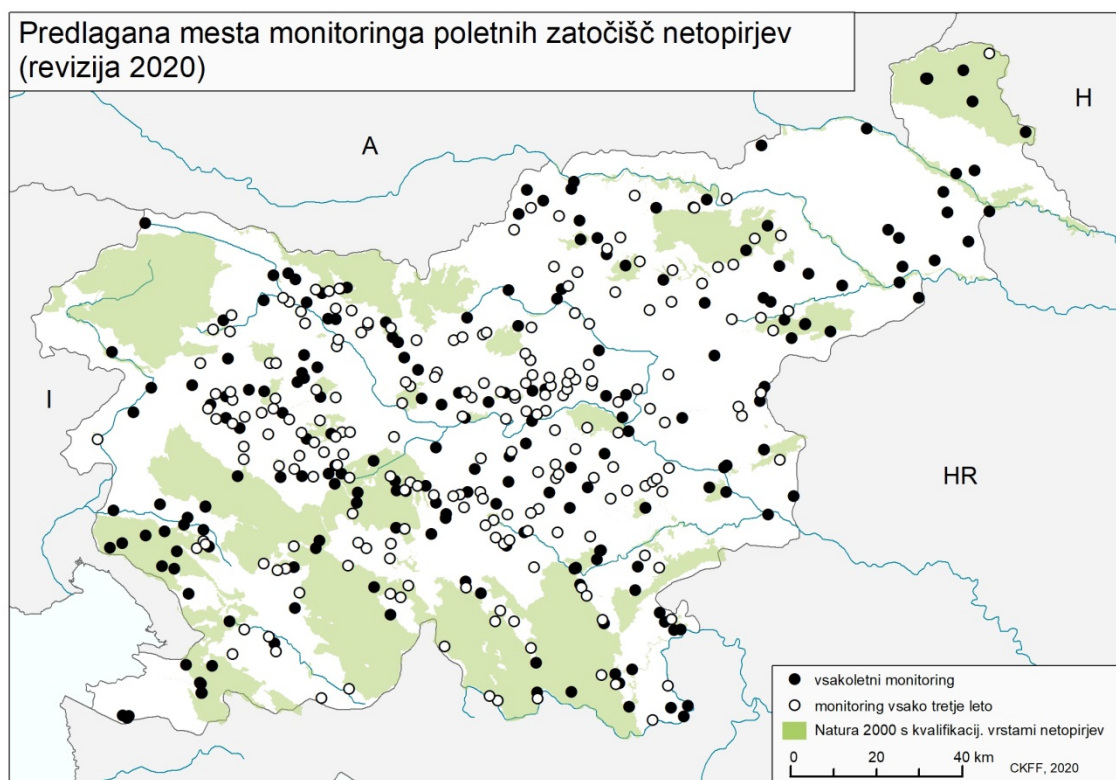 Predlagana mesta monitoringa poletnih zatočišč netopirjev
(revizija 2020)
H
A
I
HR
vsakoletni monitoring
monitoring vsako tretje leto
Natura 2000 s kvalifikacij. vrstami netopirjev
0 20 40 km
CKFF, 2020